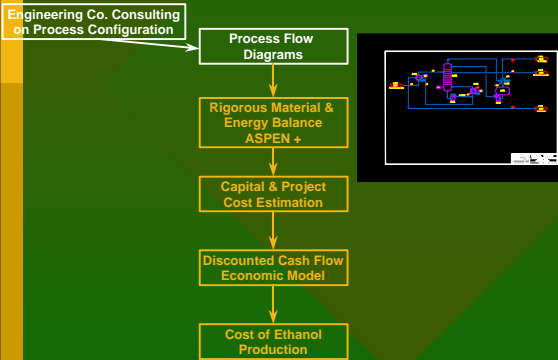 Engineering Co. Consulting
on Process Configuration
Process Flow
Diagrams
Rigorous Material &
Energy Balance
ASPEN +
Capital & Project
Cost Estimation
Discounted Cash Flow
Economic Model
Cost of Ethanol
Production